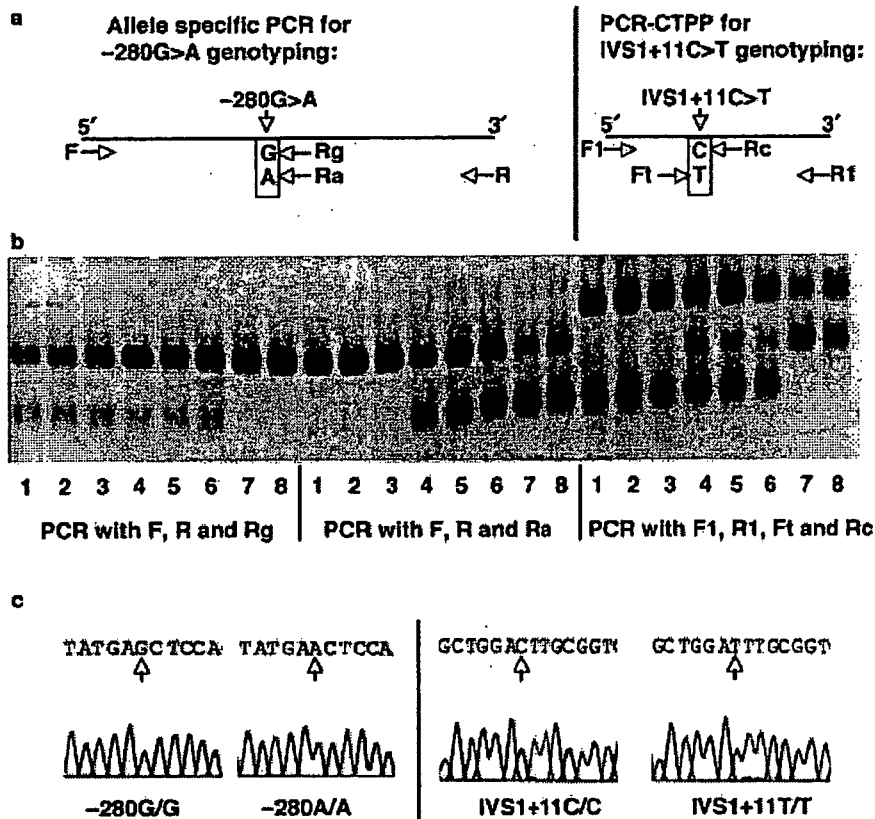 a
Allele specific PCR for
–280G>A genotyping:
PCR-CTPP for
IVS1+11C>T genotyping:
–280G>A
IVS1+11C>T
5′ 3′
5′ 3′
F G Rg
A Ra R
F1 C Rc
Ft T R1
b
1 2 3 4 5 6 7 8 1 2 3 4 5 6 7 8 1 2 3 4 5 6 7 8
PCR with F, R and Rg PCR with F, R and Ra PCR with F1, R1, Ft and Rc
c
TATGAGCTCCA TATGAACTCCA GCTGGACTTGCGGT GCTGGATTTGCGGT
–280G/G –280A/A IVS1+11C/C IVS1+11T/T